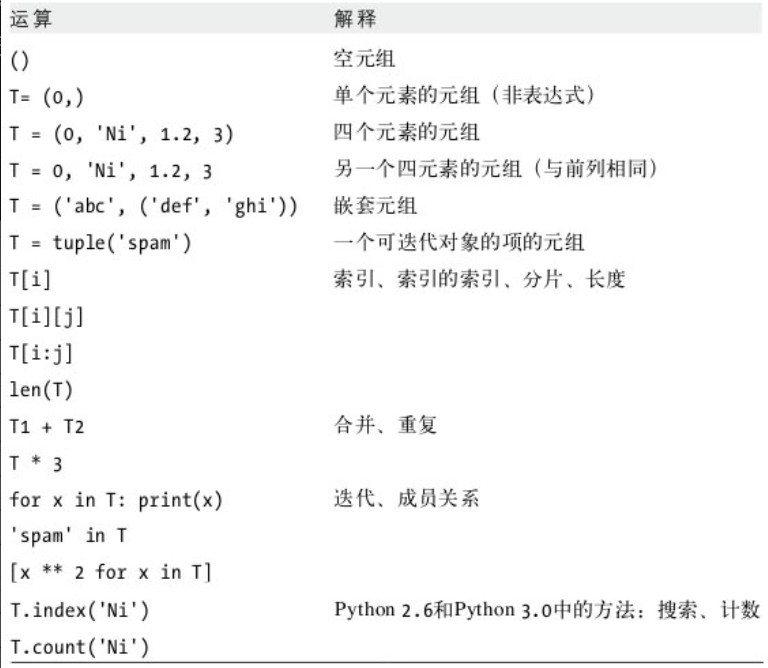 运算 解释
() 空元组
T= (0,) 单个元素的元组（非表达式）
T = (0, 'Ni', 1.2, 3) 四个元素的元组
T = 0, 'Ni', 1.2, 3 另一个四元素的元组（与前列相同）
T = ('abc', ('def', 'ghi')) 嵌套元组
T = tuple('spam') 一个可迭代对象的项的元组
T[i] 索引、索引的索引、分片、长度
T[i][j]
T[i:j]
len(T)
T1 + T2 合并、重复
T * 3
for x in T: print(x) 迭代、成员关系
'spam' in T
[x ** 2 for x in T]
T.index('Ni') Python 2.6和Python 3.0中的方法：搜索、计数
T.count('Ni')